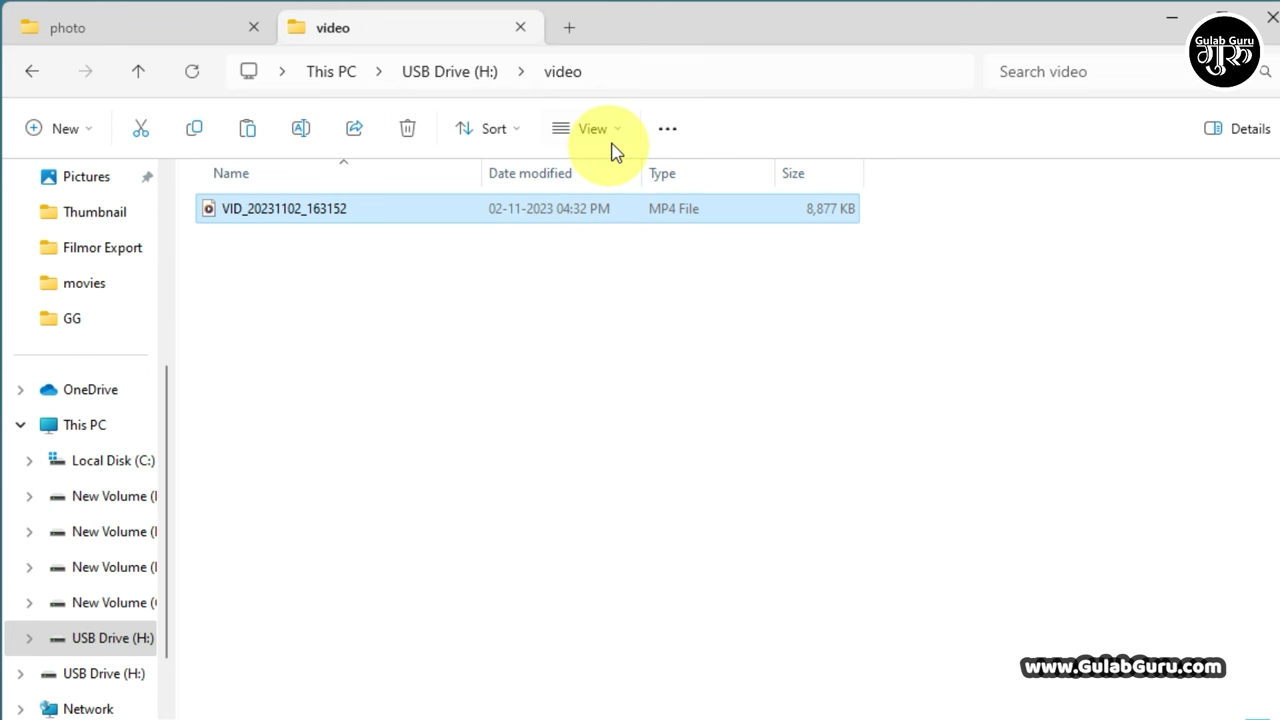 photo
video
Gulab Guru
गुरु
This PC
USB Drive (H:)
video
Search video
New
Sort
View
Details
Name
Date modified
Type
Size
VID_20231102_163152
02-11-2023 04:32 PM
MP4 File
8,877 KB
Pictures
Thumbnail
Filmor Export
movies
GG
OneDrive
This PC
Local Disk (C:)
New Volume (
New Volume (
New Volume (
New Volume (
USB Drive (H:)
USB Drive (H:)
Network
www.GulabGuru.com